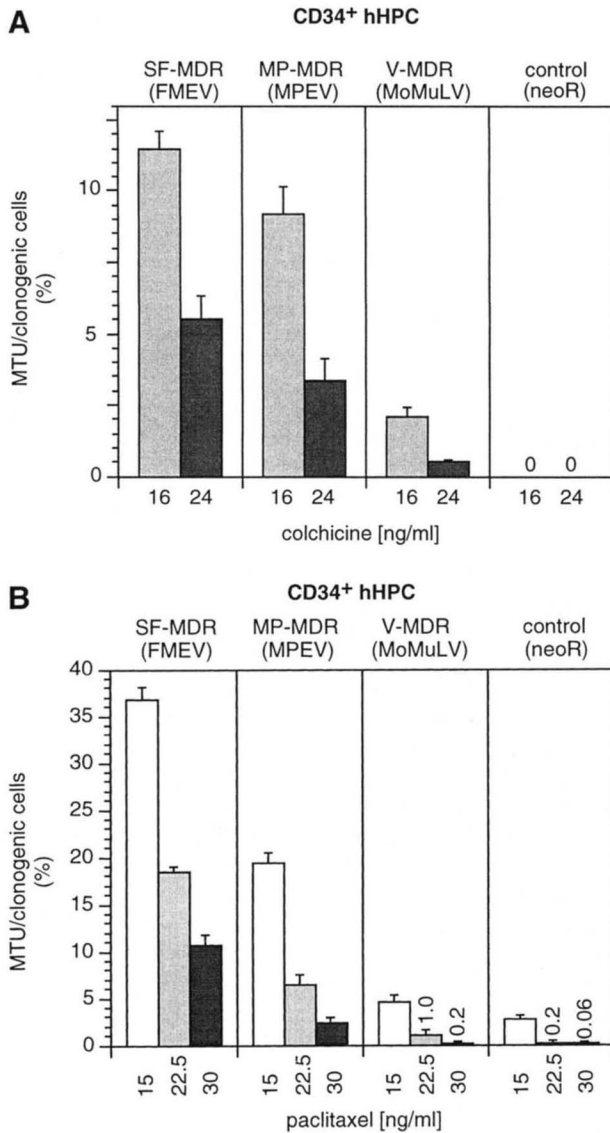 A
CD34+ hHPC
SF-MDR MP-MDR V-MDR control
(FMEV) (MPEV) (MoMuLV) (neoR)
MTU/clonogenic cells
(%)
10
5
0
0 0
16 24 16 24 16 24 16 24
colchicine [ng/ml]
B
CD34+ hHPC
SF-MDR MP-MDR V-MDR control
(FMEV) (MPEV) (MoMuLV) (neoR)
MTU/clonogenic cells
(%)
40
35
30
25
20
15
10
5
0
1.0 0.2 0.2 0.06
15 22.5 30 15 22.5 30 15 22.5 30 15 22.5 30
paclitaxel [ng/ml]